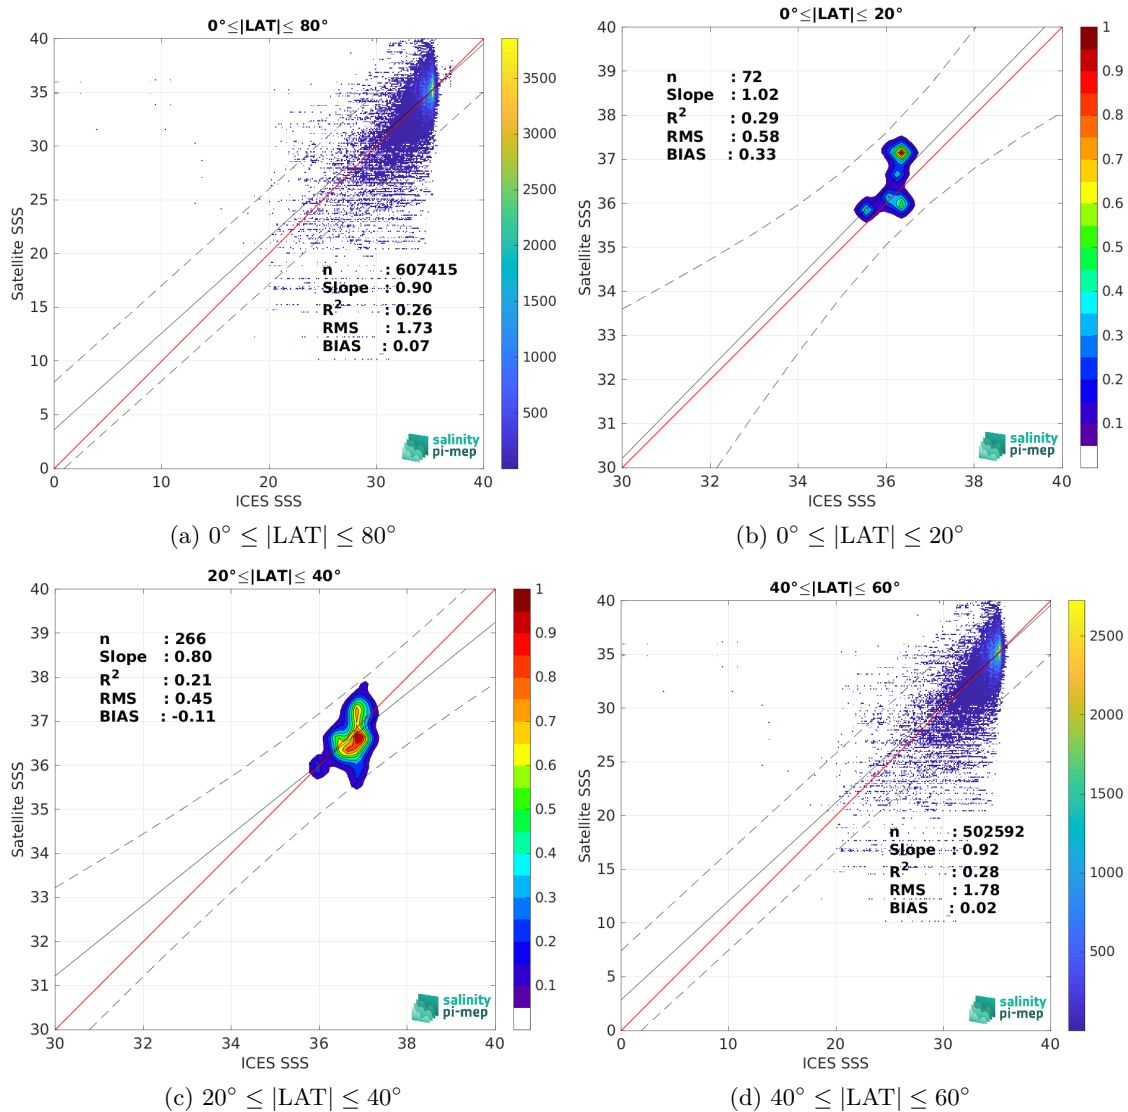 0°≤|LAT|≤ 80°
40
35
30
25
20
15
10
5
0
Satellite SSS
n : 607415
Slope : 0.90
R² : 0.26
RMS : 1.73
BIAS : 0.07
salinity
pi-mep
0 10 20 30 40
ICES SSS
3500
3000
2500
2000
1500
1000
500
(a) 0° ≤ |LAT| ≤ 80°
0°≤|LAT|≤ 20°
40
39
38
37
36
35
34
33
32
31
30
Satellite SSS
n : 72
Slope : 1.02
R² : 0.29
RMS : 0.58
BIAS : 0.33
salinity
pi-mep
30 32 34 36 38 40
ICES SSS
1
0.9
0.8
0.7
0.6
0.5
0.4
0.3
0.2
0.1
(b) 0° ≤ |LAT| ≤ 20°
20°≤|LAT|≤ 40°
40
39
38
37
36
35
34
33
32
31
30
Satellite SSS
n : 266
Slope : 0.80
R² : 0.21
RMS : 0.45
BIAS : -0.11
salinity
pi-mep
30 32 34 36 38 40
ICES SSS
1
0.9
0.8
0.7
0.6
0.5
0.4
0.3
0.2
0.1
(c) 20° ≤ |LAT| ≤ 40°
40°≤|LAT|≤ 60°
40
35
30
25
20
15
10
5
0
Satellite SSS
n : 502592
Slope : 0.92
R² : 0.28
RMS : 1.78
BIAS : 0.02
salinity
pi-mep
0 10 20 30 40
ICES SSS
2500
2000
1500
1000
500
(d) 40° ≤ |LAT| ≤ 60°